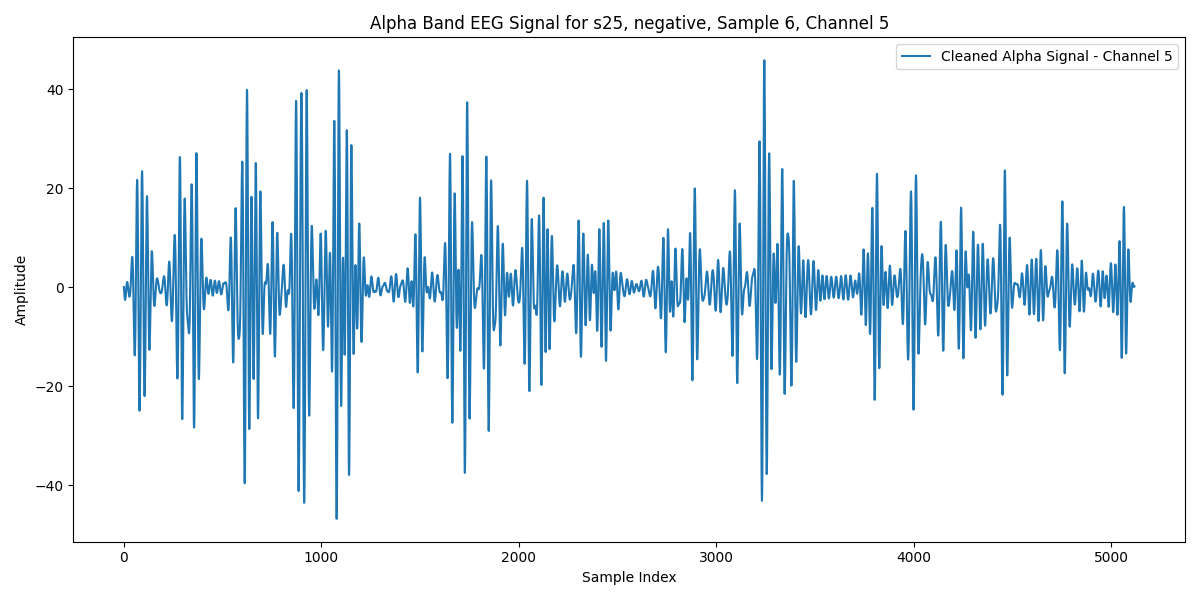 Alpha Band EEG Signal for s25, negative, Sample 6, Channel 5
Cleaned Alpha Signal - Channel 5
Amplitude
40
20
0
−20
−40
0 1000 2000 3000 4000 5000
Sample Index